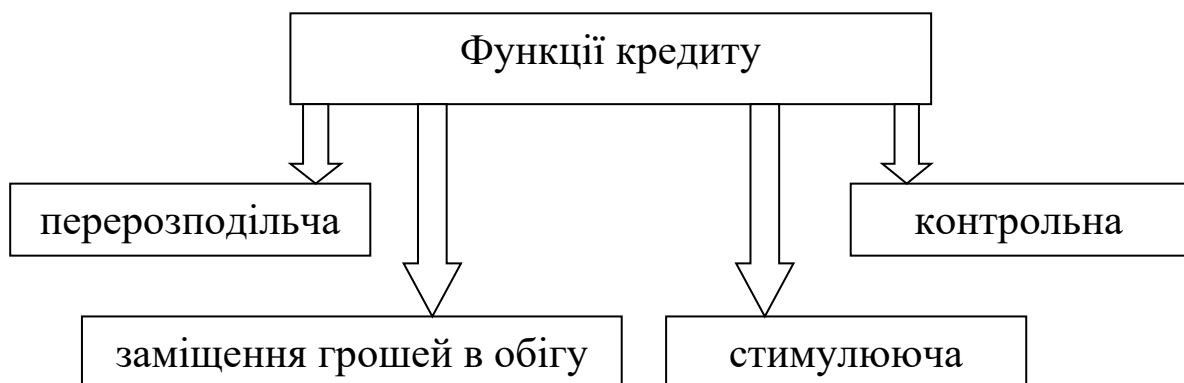 Функції кредиту
перерозподільча
контрольна
заміщення грошей в обігу
стимулююча